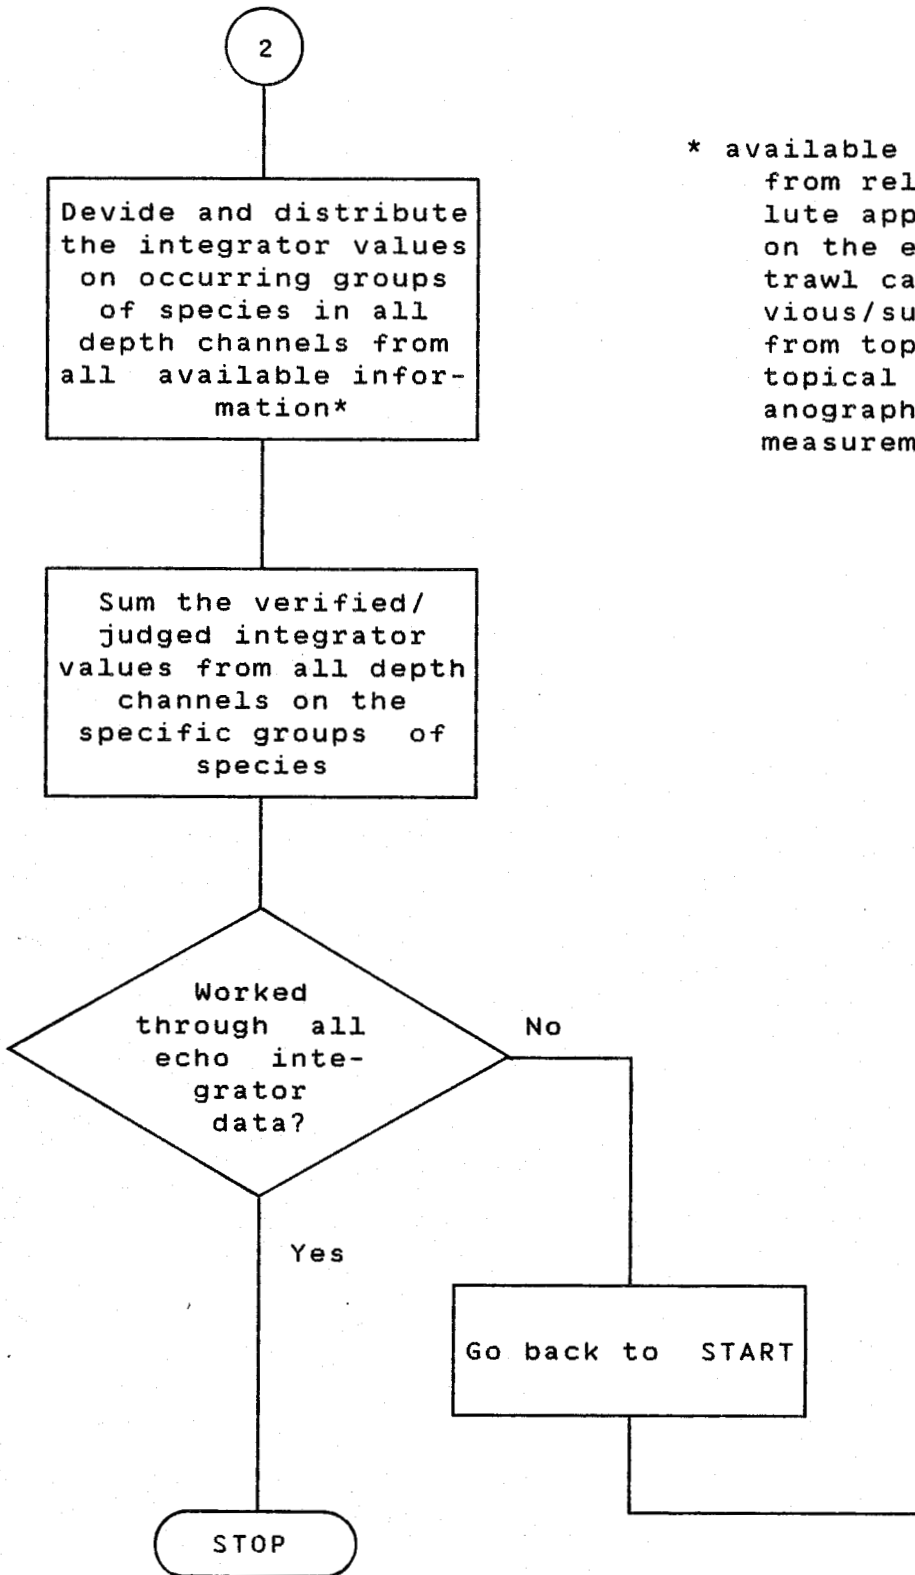 2
Devide and distribute
the integrator values
on occurring groups
of species in all
depth channels from
all available infor-
mation*
* available
from rel
lute app
on the e
trawl ca
vious/su
from top
topical
anograph
measurem
Sum the verified/
judged integrator
values from all depth
channels on the
specific groups of
species
Worked
through all
echo inte-
grator
data?
No
Yes
Go back to START
STOP